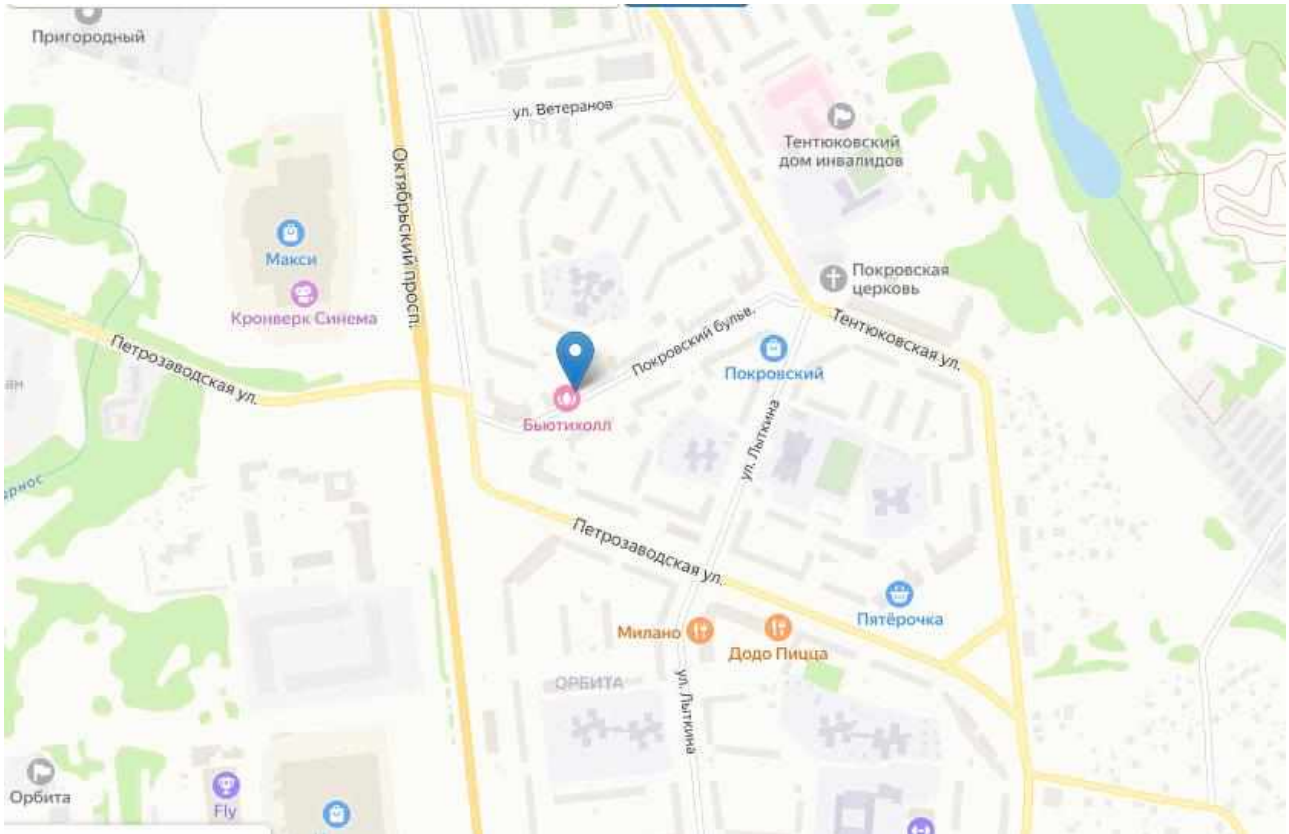 Пригородный
ул. Ветеранов
Тентюковский
дом инвалидов
Октябрьский просп.
Макси
Кронверк Синема
Покровская
церковь
Петрозаводская ул.
Покровский бульв.
Тентюковская ул.
Покровский
Бьютихолл
ул. Лыткина
Петрозаводская ул.
Пятёрочка
Милано
Додо Пицца
ОРБИТА
ул. Лыткина
Орбита
Fly